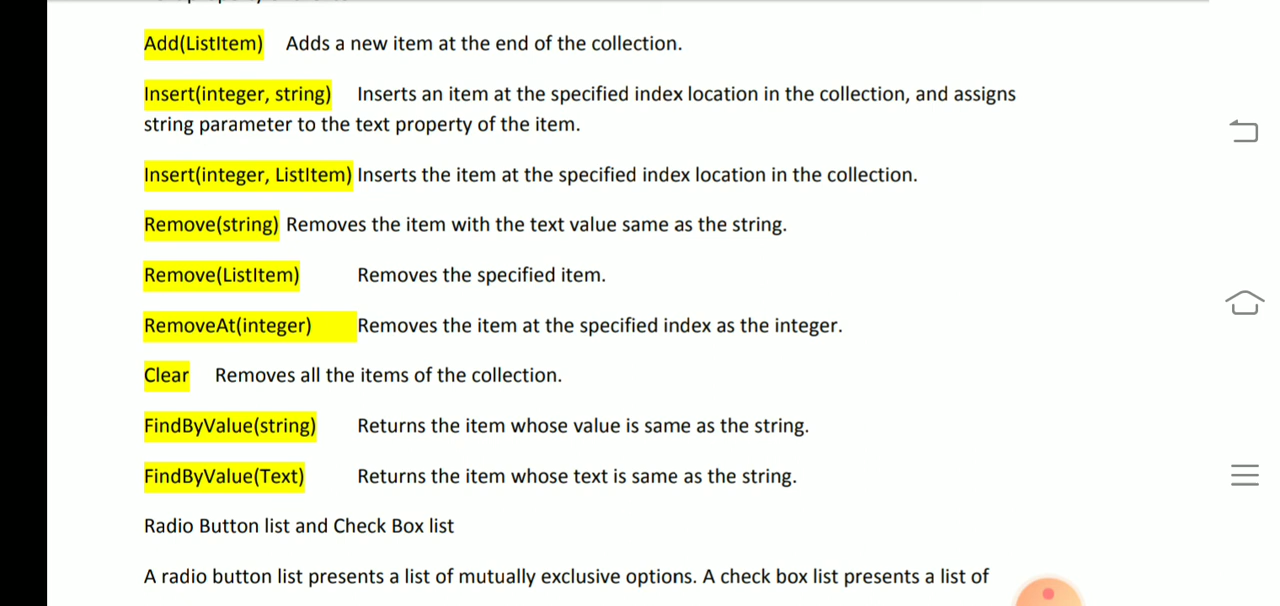 Add(ListItem) Adds a new item at the end of the collection.
Insert(integer, string) Inserts an item at the specified index location in the collection, and assigns
string parameter to the text property of the item.
Insert(integer, ListItem) Inserts the item at the specified index location in the collection.
Remove(string) Removes the item with the text value same as the string.
Remove(ListItem) Removes the specified item.
RemoveAt(integer) Removes the item at the specified index as the integer.
Clear Removes all the items of the collection.
FindByValue(string) Returns the item whose value is same as the string.
FindByValue(Text) Returns the item whose text is same as the string.
Radio Button list and Check Box list
A radio button list presents a list of mutually exclusive options. A check box list presents a list of